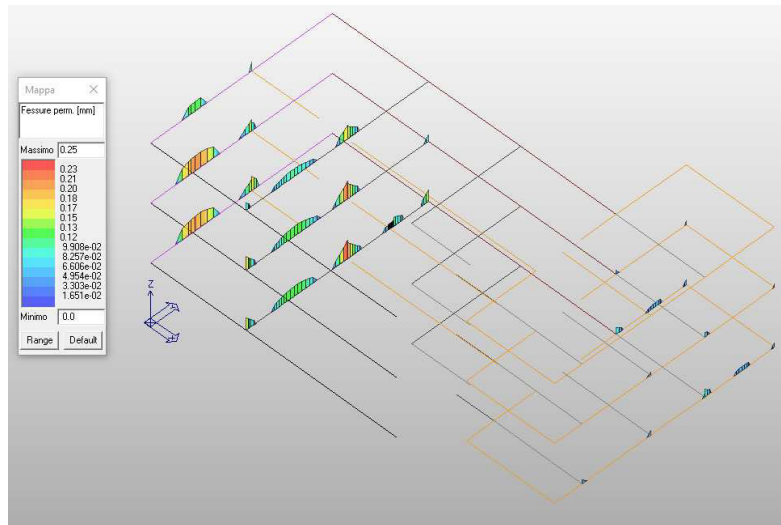 Mappa
Fessure perm. [mm]
Massimo 0.25
0.23
0.21
0.20
0.18
0.17
0.15
0.13
0.12
9.908e-02
8.257e-02
6.606e-02
4.954e-02
3.303e-02
1.651e-02
Minimo 0.0
Range Default
Z